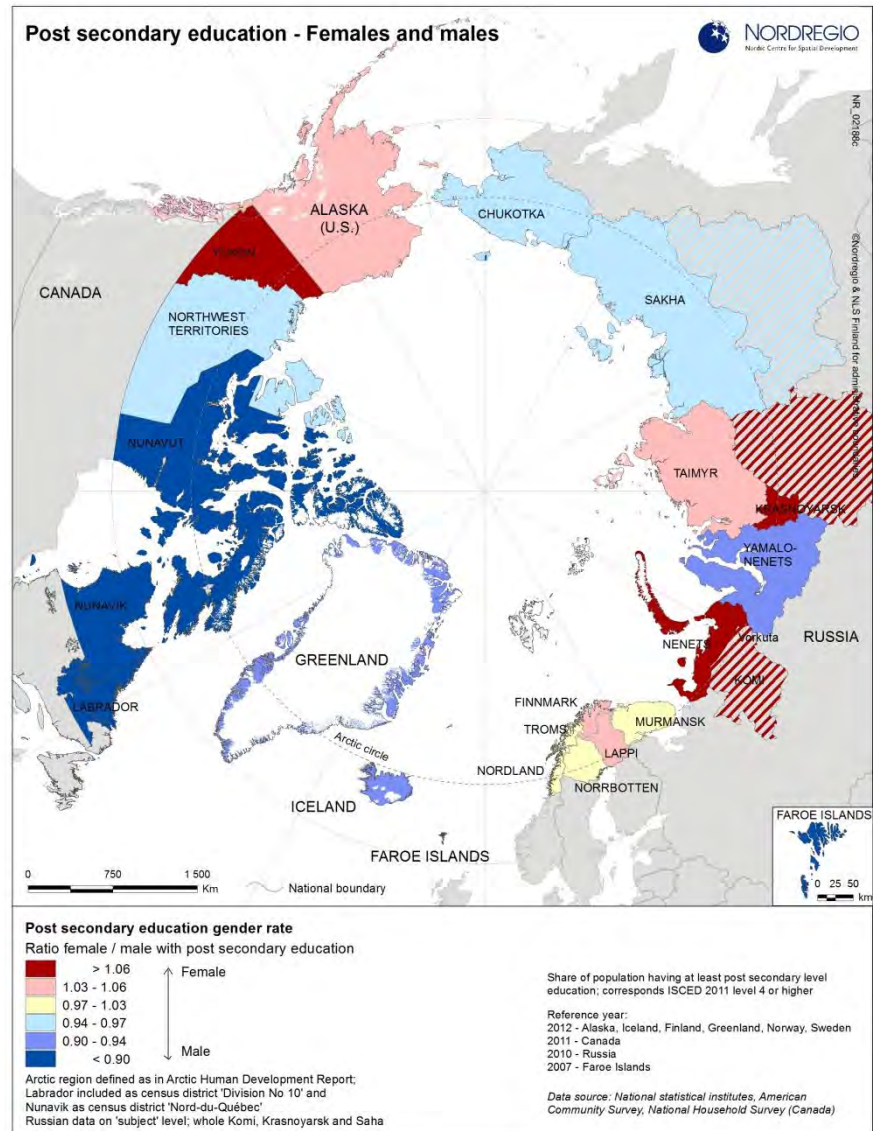 Post secondary education - Females and males
NORDREGIO
Nordic Centre for Spatial Development
NR_02188c
©Nordregio & NLS Finland for administrative boundaries
ALASKA
(U.S.)
CHUKOTKA
YUKON
CANADA
SAKHA
NORTHWEST
TERRITORIES
NUNAVUT
TAIMYR
KRASNOYARSK
YAMALO-
NENETS
NUNAVIK
Vorkuta
RUSSIA
NENETS
GREENLAND
KOMI
LABRADOR
FINNMARK
MURMANSK
TROMS
LAPPI
Arctic circle
NORDLAND
NORRBOTTEN
ICELAND
FAROE ISLANDS
FAROE ISLANDS
0 750 1 500
Km
National boundary
0 25 50
km
Post secondary education gender rate
Ratio female / male with post secondary education
> 1.06
Female
1.03 - 1.06
0.97 - 1.03
0.94 - 0.97
0.90 - 0.94
Male
< 0.90
Arctic region defined as in Arctic Human Development Report;
Labrador included as census district 'Division No 10' and
Nunavik as census district 'Nord-du-Québec'
Russian data on 'subject' level; whole Komi, Krasnoyarsk and Saha
Share of population having at least post secondary level
education; corresponds ISCED 2011 level 4 or higher
Reference year:
2012 - Alaska, Iceland, Finland, Greenland, Norway, Sweden
2011 - Canada
2010 - Russia
2007 - Faroe Islands
Data source: National statistical institutes, American
Community Survey, National Household Survey (Canada)